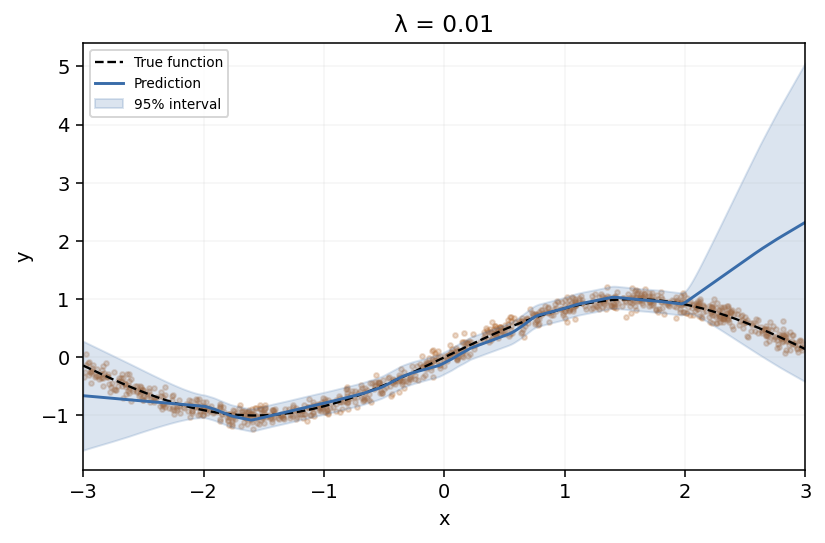 λ = 0.01
True function
Prediction
95% interval
y
5
4
3
2
1
0
−1
−3
−2
−1
0
1
2
3
x